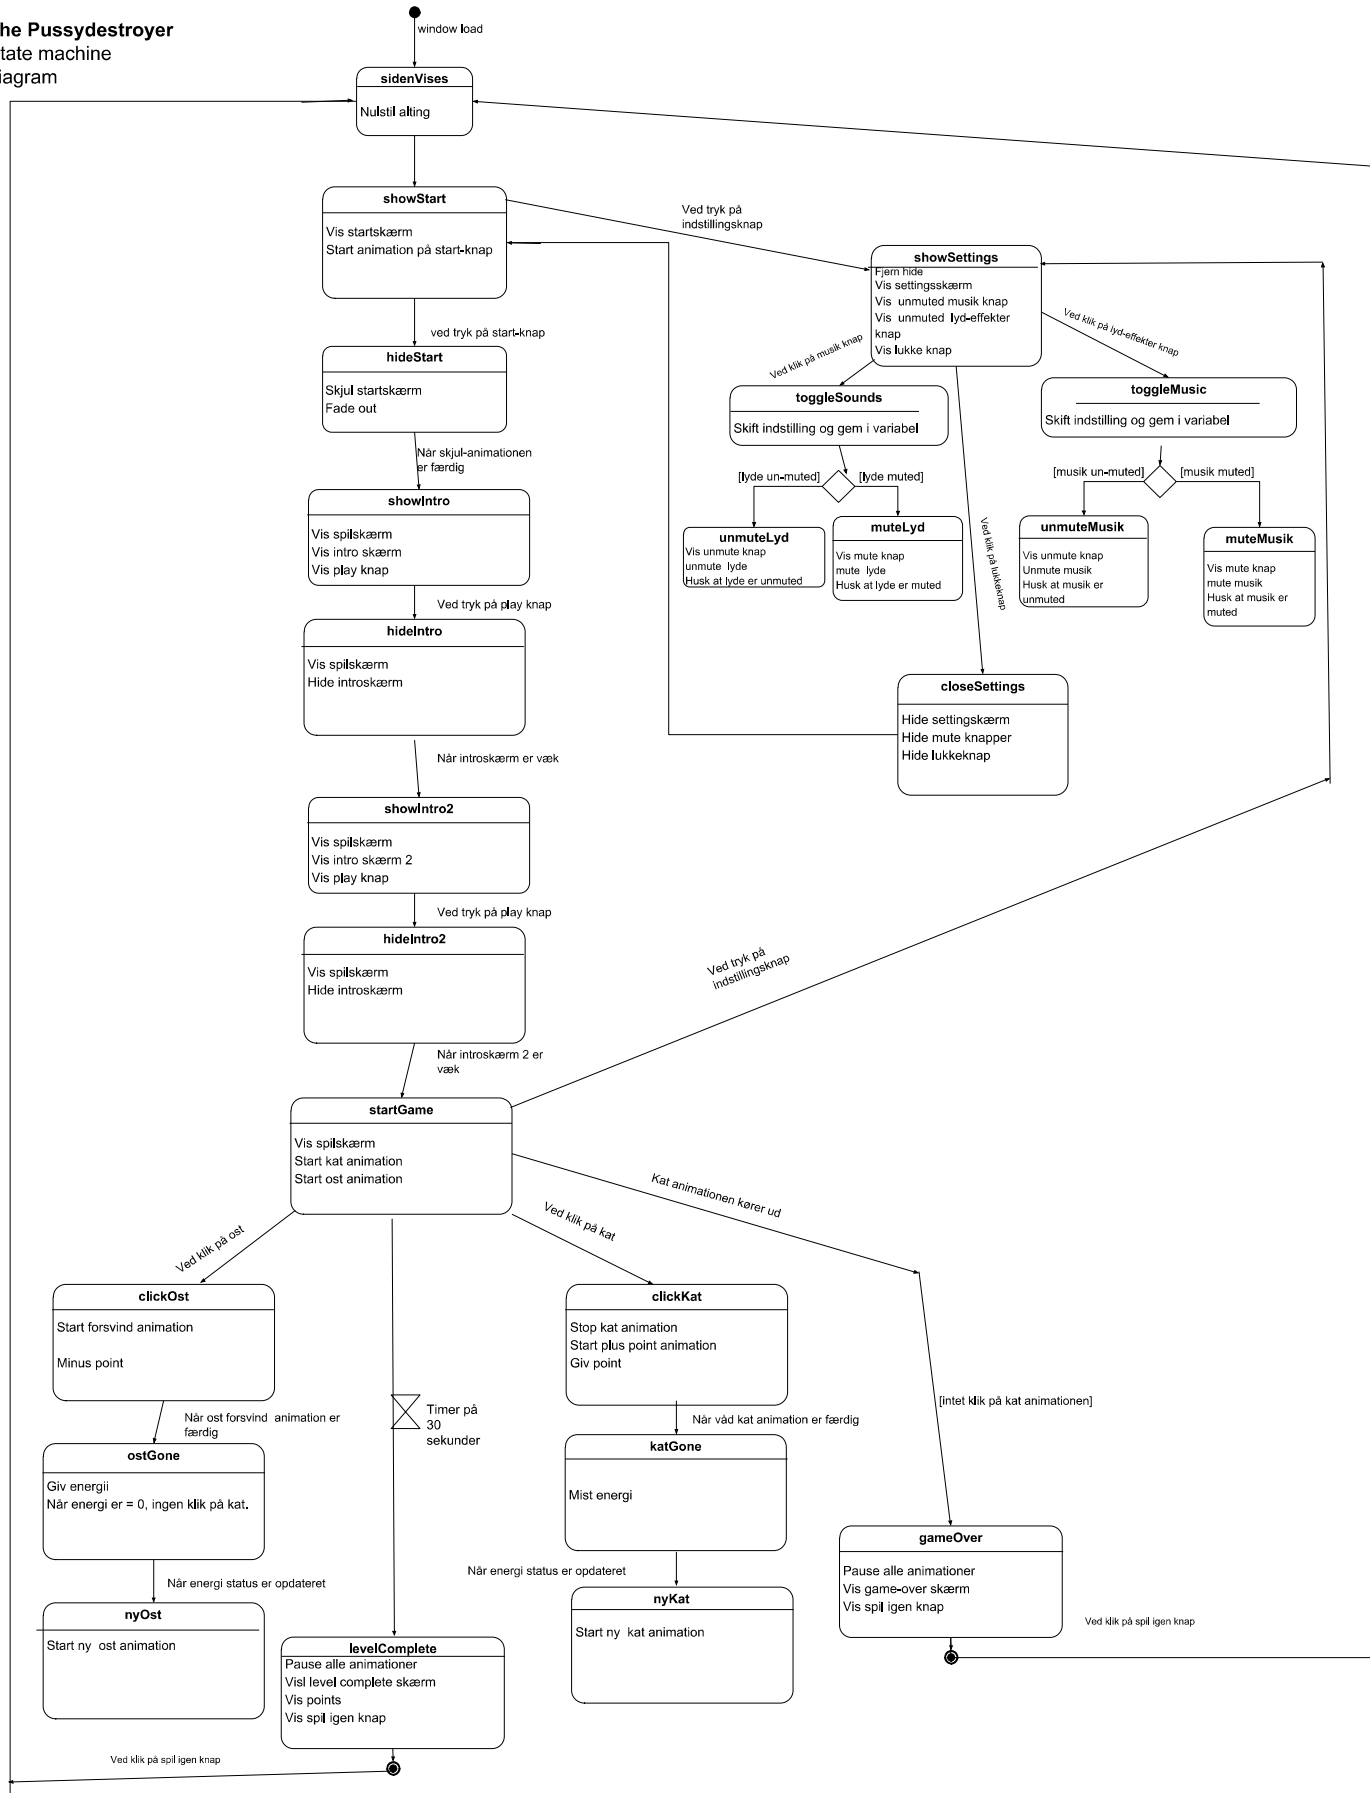 he Pussydestroyer
tate machine
iagram
window load
sidenVises
Nulstil alting
showStart
Vis startskærm
Start animation på start-knap
Ved tryk på
indstillingsknap
ved tryk på start-knap
showSettings
Fjern hide
Vis settingsskærm
Vis unmuted musik knap
Vis unmuted lyd-effekter
knap
Vis lukke knap
Ved klik på musik knap
Ved klik på lyd-effekter knap
hideStart
Skjul startskærm
Fade out
toggleSounds
Skift indstilling og gem i variabel
toggleMusic
Skift indstilling og gem i variabel
Når skjul-animationen
er færdig
[lyde un-muted]
[lyde muted]
[musik un-muted]
[musik muted]
showIntro
Vis spilskærm
Vis intro skærm
Vis play knap
unmuteLyd
Vis unmute knap
unmute lyde
Husk at lyde er unmuted
muteLyd
Vis mute knap
mute lyde
Husk at lyde er muted
Ved klik på lukkeknap
unmuteMusik
Vis unmute knap
Unmute musik
Husk at musik er
unmuted
muteMusik
Vis mute knap
mute musik
Husk at musik er
muted
Ved tryk på play knap
hideIntro
Vis spilskærm
Hide introskærm
closeSettings
Hide settingskærm
Hide mute knapper
Hide lukkeknap
Når introskærm er væk
showIntro2
Vis spilskærm
Vis intro skærm 2
Vis play knap
Ved tryk på play knap
hideIntro2
Vis spilskærm
Hide introskærm
Ved tryk på
indstillingsknap
Når introskærm 2 er
væk
startGame
Vis spilskærm
Start kat animation
Start ost animation
Ved klik på ost
Ved klik på kat
Kat animationen kører ud
clickOst
Start forsvind animation
Minus point
clickKat
Stop kat animation
Start plus point animation
Giv point
Timer på
30
sekunder
[intet klik på kat animationen]
Når ost forsvind animation er
færdig
Når våd kat animation er færdig
ostGone
Giv energii
Når energi er = 0, ingen klik på kat.
katGone
Mist energi
gameOver
Pause alle animationer
Vis game-over skærm
Vis spil igen knap
Når energi status er opdateret
Når energi status er opdateret
nyOst
Start ny ost animation
nyKat
Start ny kat animation
levelComplete
Pause alle animationer
Visl level complete skærm
Vis points
Vis spil igen knap
Ved klik på spil igen knap
Ved klik på spil igen knap